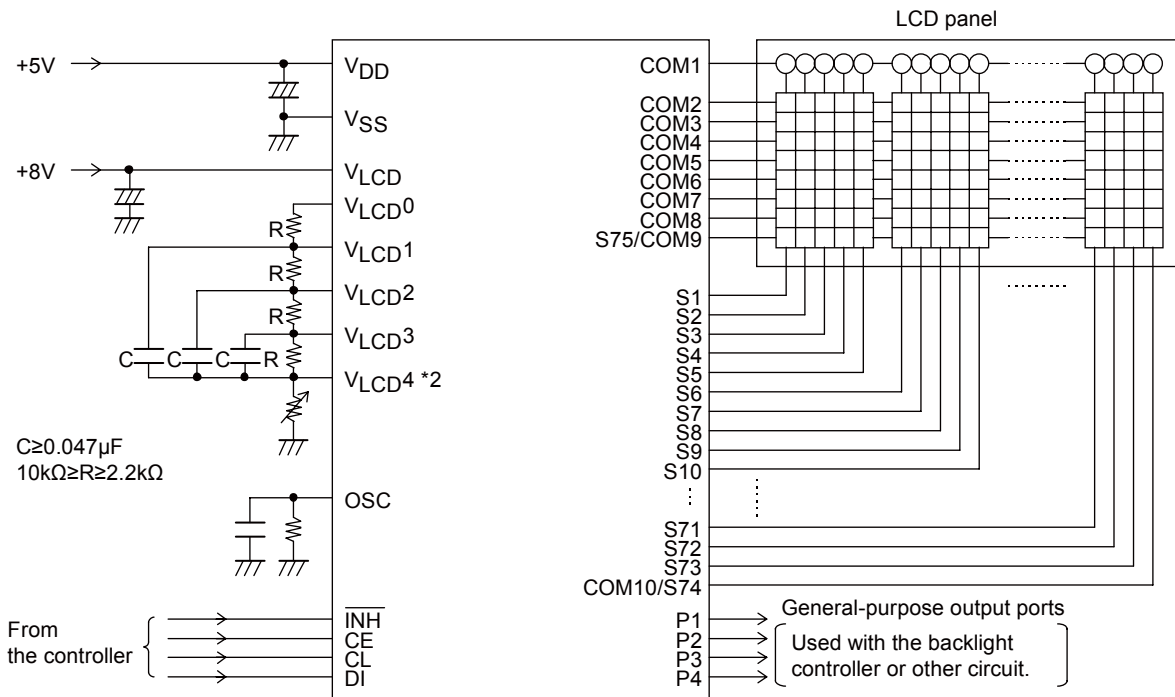 LCD panel
+5V
VDD
COM1
VSS
COM2
COM3
COM4
COM5
COM6
COM7
COM8
S75/COM9
+8V
VLCD
VLCD0
R
VLCD1
R
VLCD2
R
VLCD3
C
C
C
R
VLCD4 *2
C≥0.047μF
10kΩ≥R≥2.2kΩ
OSC
S1
S2
S3
S4
S5
S6
S7
S8
S9
S10
S71
S72
S73
COM10/S74
From
the controller
INH
CE
CL
DI
P1
P2
P3
P4
General-purpose output ports
Used with the backlight
controller or other circuit.